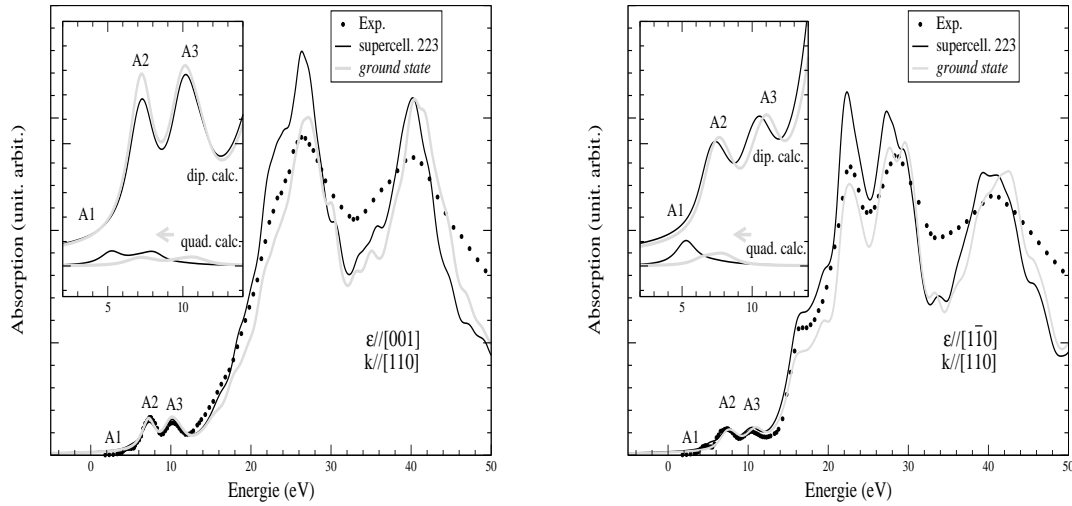 Exp.
supercell. 223
ground state
A1
A2
A3
dip. calc.
quad. calc.
5
10
A1
A2
A3
ε//[001]
k//[110]
0
10
20
30
40
50
Energie (eV)
Absorption (unit. arbit.)
Exp.
supercell. 223
ground state
A1
A2
A3
dip. calc.
quad. calc.
5
10
A1
A2
A3
ε//[11̅0]
k//[110]
0
10
20
30
40
50
Energie (eV)
Absorption (unit. arbit.)